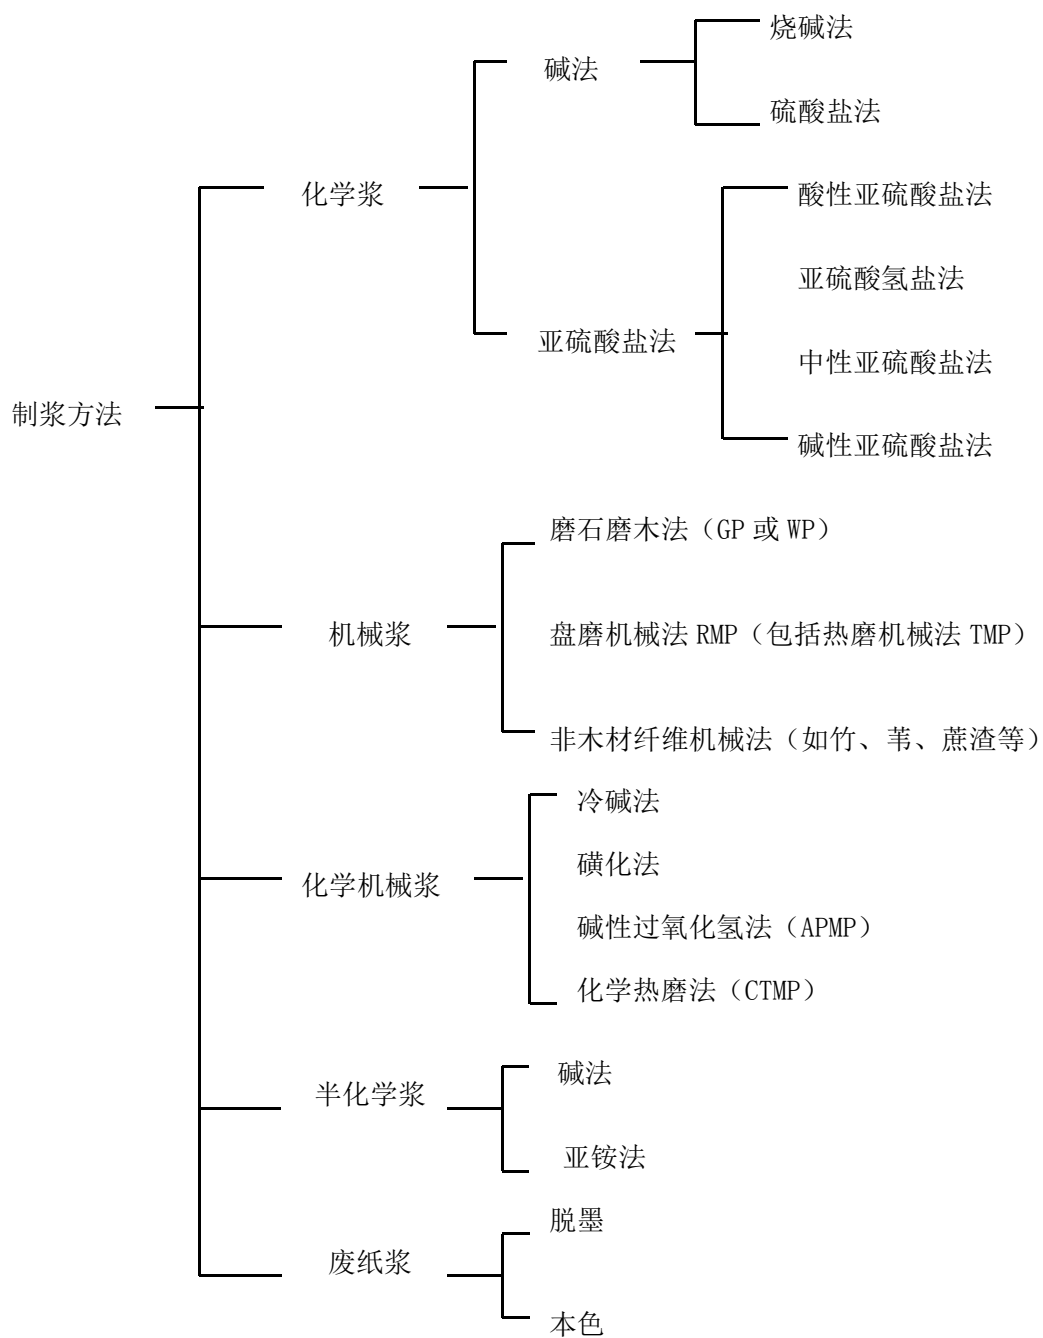 烧碱法
碱法
硫酸盐法
化学浆
酸性亚硫酸盐法
亚硫酸氢盐法
亚硫酸盐法
中性亚硫酸盐法
制浆方法
碱性亚硫酸盐法
磨石磨木法（GP 或 WP）
机械浆
盘磨机械法 RMP（包括热磨机械法 TMP）
非木材纤维机械法（如竹、苇、蔗渣等）
冷碱法
磺化法
化学机械浆
碱性过氧化氢法（APMP）
化学热磨法（CTMP）
碱法
半化学浆
亚铵法
脱墨
废纸浆
本色